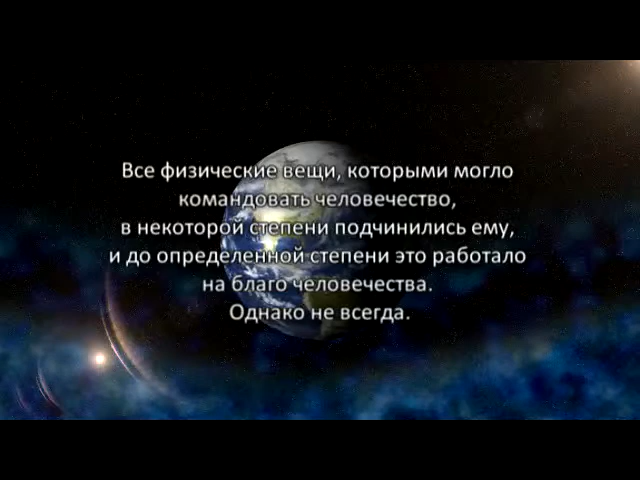 Все физические вещи, которыми могло
командовать человечество,
в некоторой степени подчинились ему,
и до определенной степени это работало
на благо человечества.
Однако не всегда.